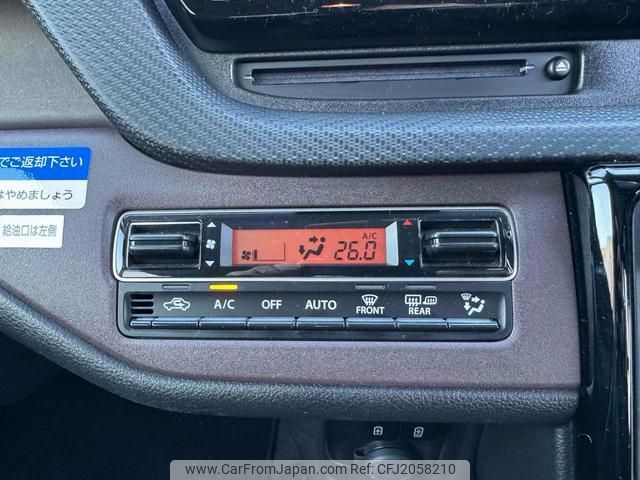 でご返却下さい
はやめましょう
給油口は左側
A/C
26.0
A/C OFF AUTO FRONT REAR
www.CarFromJapan.com - CFJ2058210